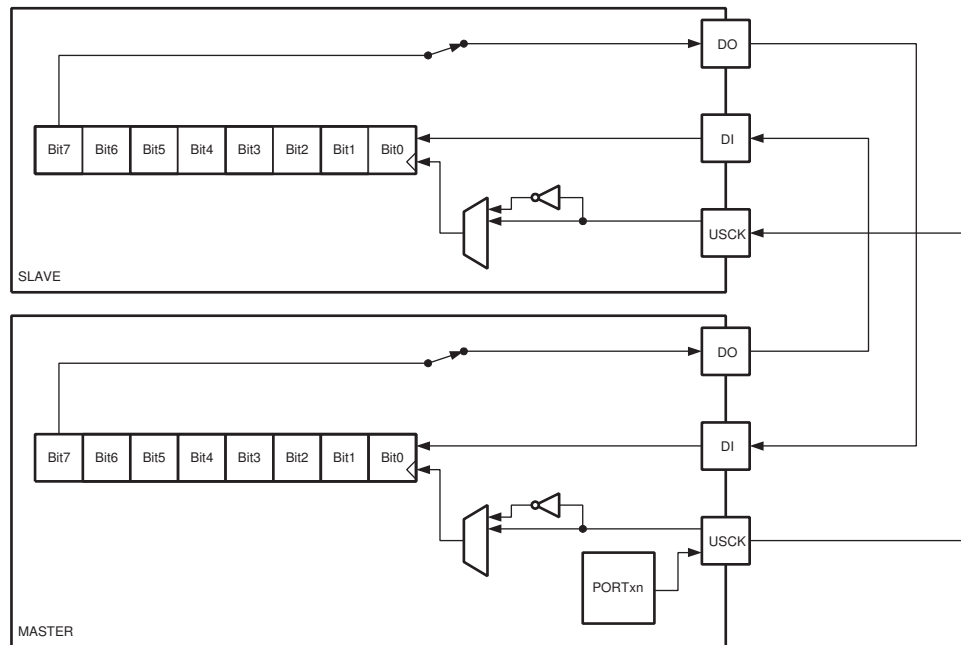 DO
Bit7 Bit6 Bit5 Bit4 Bit3 Bit2 Bit1 Bit0
DI
USCK
SLAVE
DO
Bit7 Bit6 Bit5 Bit4 Bit3 Bit2 Bit1 Bit0
DI
USCK
PORTxn
MASTER